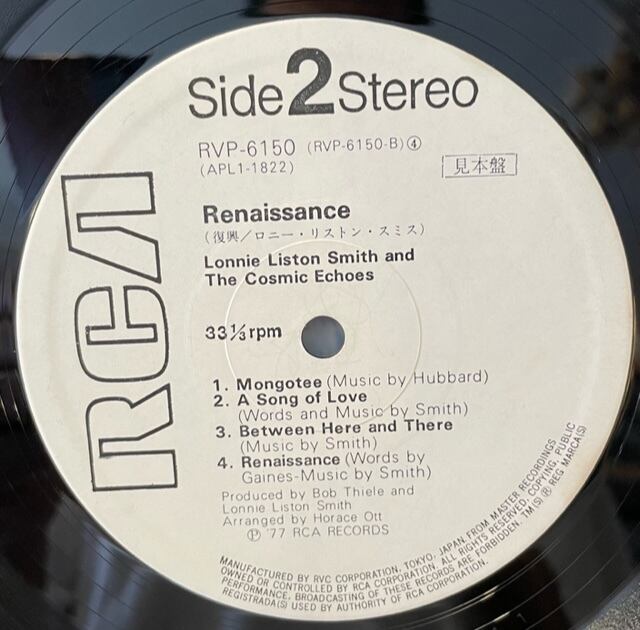 Side 2 Stereo
RVP-6150 (RVP-6150-B)④
(APL1-1822)
見本盤
RCA
Renaissance
(復興/ロニー・リストン・スミス)
Lonnie Liston Smith and
The Cosmic Echoes
33⅓rpm
1. Mongotee (Music by Hubbard)
2. A Song of Love
(Words and Music by Smith)
3. Between Here and There
(Music by Smith)
4. Renaissance (Words by
Gaines-Music by Smith)
Produced by Bob Thiele and
Lonnie Liston Smith
Arranged by Horace Ott
Ⓟ '77 RCA RECORDS
MANUFACTURED BY RVC CORPORATION, TOKYO, JAPAN, FROM MASTER RECORDINGS
OWNED OR CONTROLLED BY RCA CORPORATION. ALL RIGHTS RESERVED. COPYING, PUBLIC
PERFORMANCE, BROADCASTING OF THESE RECORDS ARE FORBIDDEN. TM(S) ® REG MARCA(S)
REGISTRADA(S) USED BY AUTHORITY OF RCA CORPORATION.